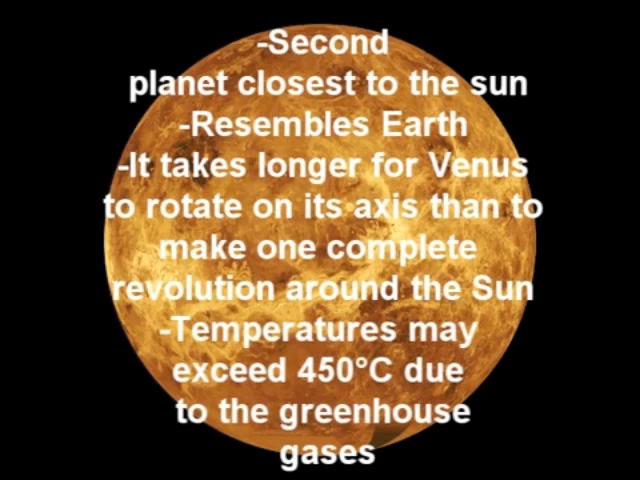 -Second
planet closest to the sun
-Resembles Earth
-It takes longer for Venus
to rotate on its axis than to
make one complete
revolution around the Sun
-Temperatures may
exceed 450°C due
to the greenhouse
gases